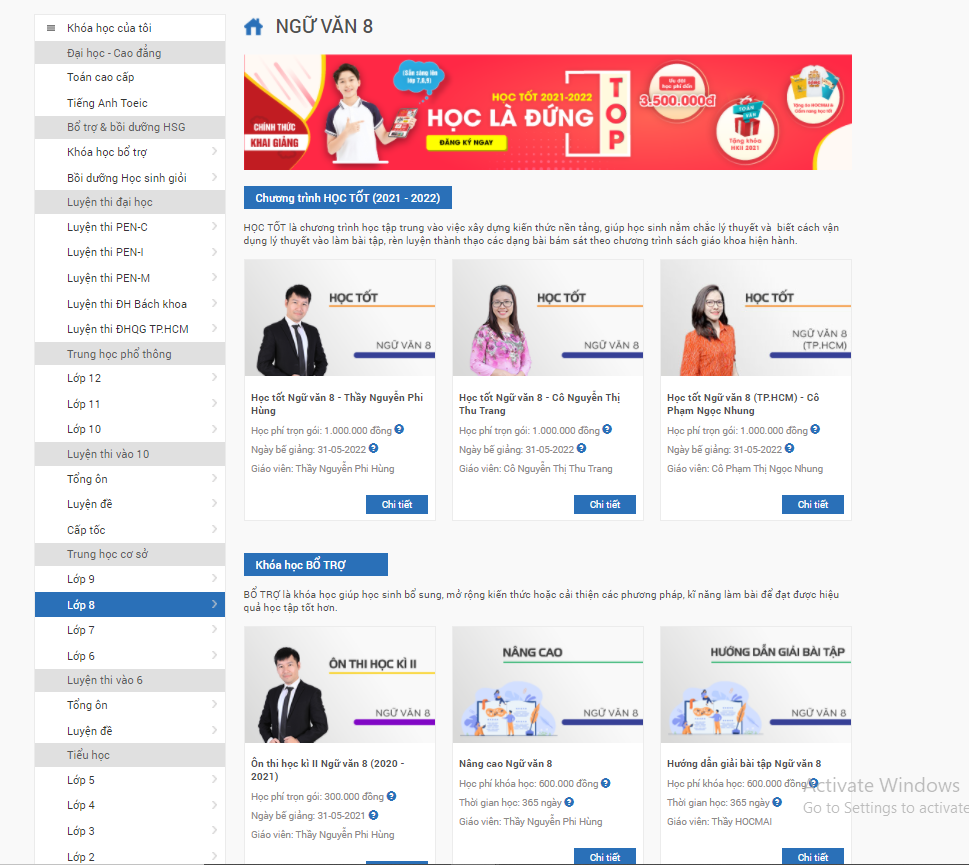 Khóa học của tôi
Đại học - Cao đẳng
Toán cao cấp
Tiếng Anh Toeic
Bổ trợ & bồi dưỡng HSG
Khóa học bổ trợ
Bồi dưỡng Học sinh giỏi
Luyện thi đại học
Luyện thi PEN-C
Luyện thi PEN-I
Luyện thi PEN-M
Luyện thi ĐH Bách khoa
Luyện thi ĐHQG TP.HCM
Trung học phổ thông
Lớp 12
Lớp 11
Lớp 10
Luyện thi vào 10
Tổng ôn
Luyện đề
Cấp tốc
Trung học cơ sở
Lớp 9
Lớp 8
Lớp 7
Lớp 6
Luyện thi vào 6
Tổng ôn
Luyện đề
Tiểu học
Lớp 5
Lớp 4
Lớp 3
Lớp 2
NGỮ VĂN 8
CHÍNH THỨC
KHAI GIẢNG
(Dẫn sóng lên
lớp 7,8,9)
HỌC TỐT 2021-2022
HỌC LÀ ĐỨNG
TOP
ĐĂNG KÝ NGAY
Ưu đãi
học phí đến
3.500.000đ
TOÁN
VĂN
Tặng khóa
HKII 2021
Tặng áo HOCMAI &
Cẩm nang học tốt
Chương trình HỌC TỐT (2021 - 2022)
HỌC TỐT là chương trình học tập trung vào việc xây dựng kiến thức nền tảng, giúp học sinh nắm chắc lý thuyết và biết cách vận
dụng lý thuyết vào làm bài tập, rèn luyện thành thạo các dạng bài bám sát theo chương trình sách giáo khoa hiện hành.
HỌC TỐT
NGỮ VĂN 8
Học tốt Ngữ văn 8 - Thầy Nguyễn Phi
Hùng
Học phí trọn gói: 1.000.000 đồng
Ngày bế giảng: 31-05-2022
Giáo viên: Thầy Nguyễn Phi Hùng
Chi tiết
HỌC TỐT
NGỮ VĂN 8
Học tốt Ngữ văn 8 - Cô Nguyễn Thị
Thu Trang
Học phí trọn gói: 1.000.000 đồng
Ngày bế giảng: 31-05-2022
Giáo viên: Cô Nguyễn Thị Thu Trang
Chi tiết
HỌC TỐT
NGỮ VĂN 8
(TP.HCM)
Học tốt Ngữ văn 8 (TP.HCM) - Cô
Phạm Ngọc Nhung
Học phí trọn gói: 1.000.000 đồng
Ngày bế giảng: 31-05-2022
Giáo viên: Cô Phạm Thị Ngọc Nhung
Chi tiết
Khóa học BỔ TRỢ
BỔ TRỢ là khóa học giúp học sinh bổ sung, mở rộng kiến thức hoặc cải thiện các phương pháp, kĩ năng làm bài để đạt được hiệu
quả học tập tốt hơn.
ÔN THI HỌC KÌ II
NGỮ VĂN 8
Ôn thi học kì II Ngữ văn 8 (2020 -
2021)
Học phí trọn gói: 300.000 đồng
Ngày bế giảng: 31-05-2021
Giáo viên: Thầy Nguyễn Phi Hùng
NÂNG CAO
NGỮ VĂN 8
Nâng cao Ngữ văn 8
Học phí khóa học: 600.000 đồng
Thời gian học: 365 ngày
Giáo viên: Thầy Nguyễn Phi Hùng
Chi tiết
HƯỚNG DẪN GIẢI BÀI TẬP
NGỮ VĂN 8
Hướng dẫn giải bài tập Ngữ văn 8
Học phí khóa học: 600.000 đồng
Thời gian học: 365 ngày
Giáo viên: Thầy HOCMAI
Chi tiết
Activate Windows
Go to Settings to activate